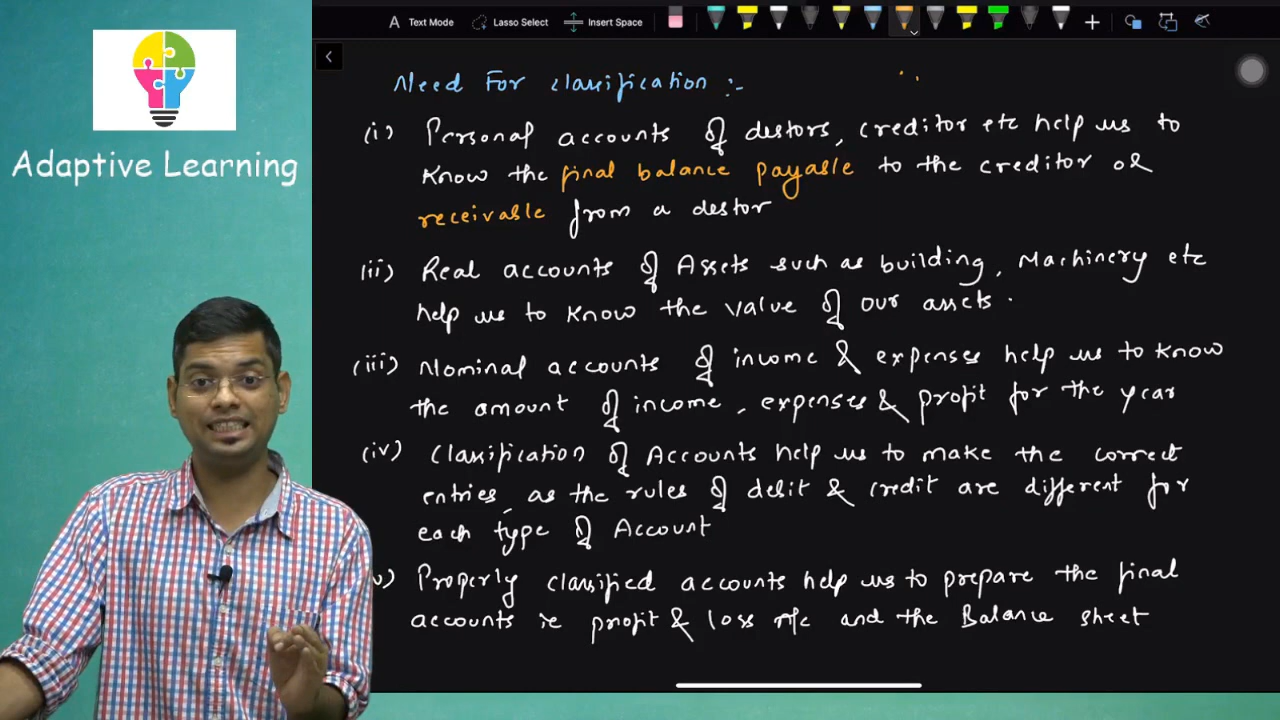 Text Mode
Lasso Select
Insert Space
Adaptive Learning
Need For classification :-
(i) Personal accounts of debtors, creditor etc help us to
know the final balance payable to the creditor or
receivable from a debtor
(ii) Real accounts of Assets such as building, Machinery etc
help us to know the value of our assets.
(iii) Nominal accounts of income & expenses help us to know
the amount of income, expenses & profit for the year
(iv) Classification of Accounts help us to make the correct
entries, as the rules of debit & credit are different for
each type of Account
v) Properly classified accounts help us to prepare the final
accounts ie profit & loss A/c and the Balance sheet